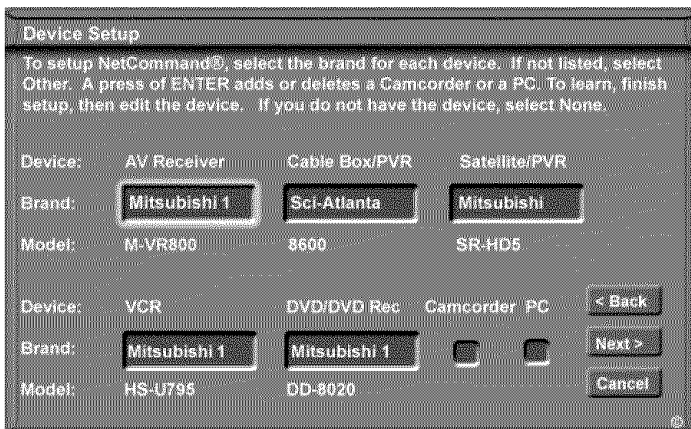 Device Setup
To setup NetCommand®, select the brand for each device. If not listed, select
Other. A press of ENTER adds or deletes a Camcorder or a PC. To learn, finish
setup, then edit the device. If you do not have the device, select None.
Device: AV Receiver Cable Box/PVR Satellite/PVR
Brand: Mitsubishi 1 Sci-Atlanta Mitsubishi
Model: M-VR800 8600 SR-HD5
Device: VCR DVD/DVD Rec Camcorder PC < Back
Brand: Mitsubishi 1 Mitsubishi 1 Next >
Model: HS-U795 DD-8020 Cancel
©